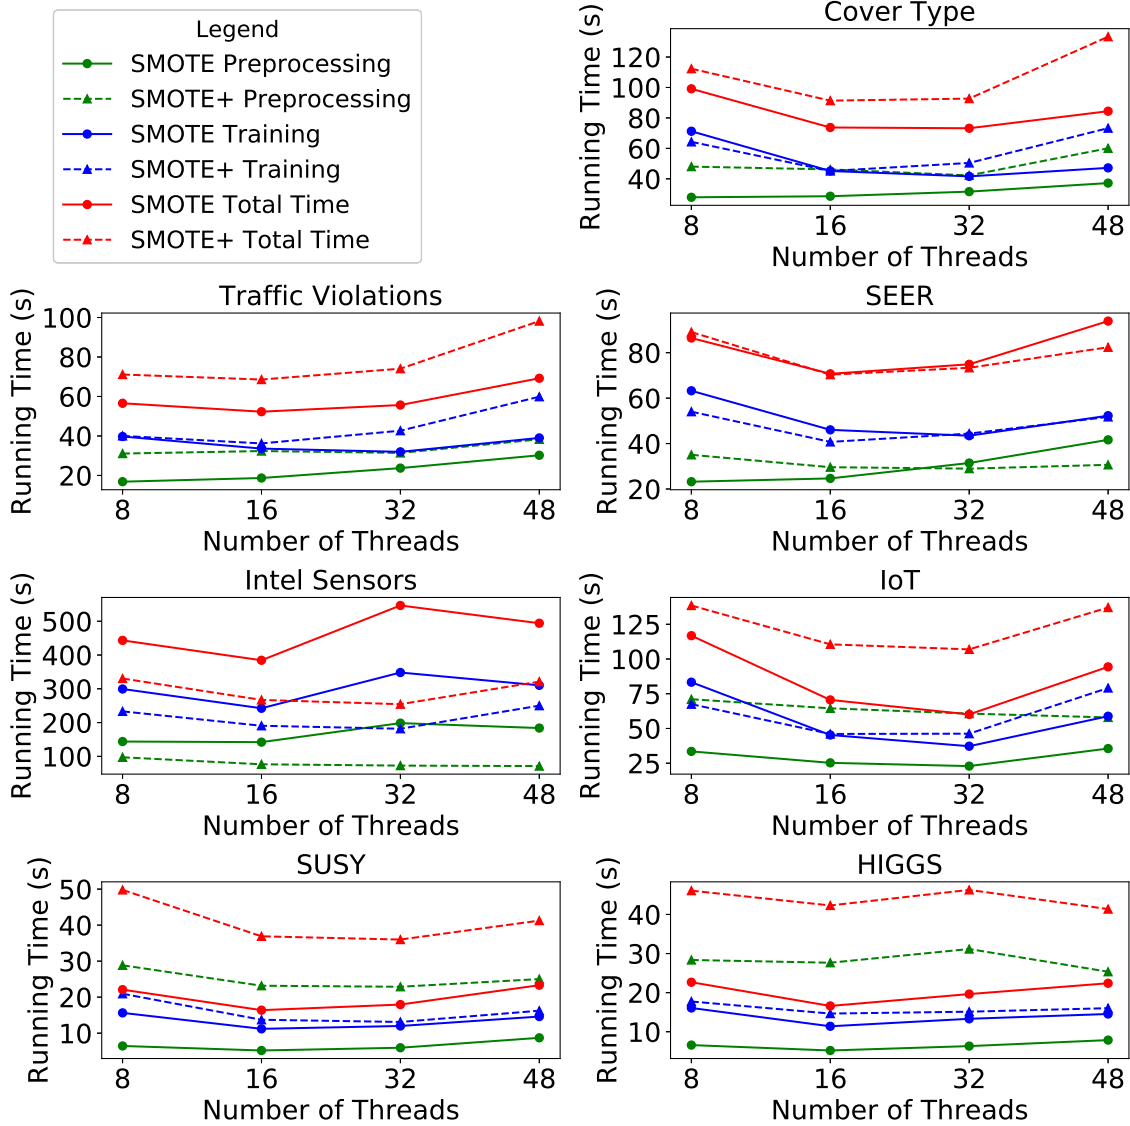 Legend
SMOTE Preprocessing
SMOTE+ Preprocessing
SMOTE Training
SMOTE+ Training
SMOTE Total Time
SMOTE+ Total Time
Cover Type
Running Time (s)
120
100
80
60
40
8 16 32 48
Number of Threads
Traffic Violations
Running Time (s)
100
80
60
40
20
8 16 32 48
Number of Threads
SEER
Running Time (s)
80
60
40
20
8 16 32 48
Number of Threads
Intel Sensors
Running Time (s)
500
400
300
200
100
8 16 32 48
Number of Threads
IoT
Running Time (s)
125
100
75
50
25
8 16 32 48
Number of Threads
SUSY
Running Time (s)
50
40
30
20
10
8 16 32 48
Number of Threads
HIGGS
Running Time (s)
40
30
20
10
8 16 32 48
Number of Threads